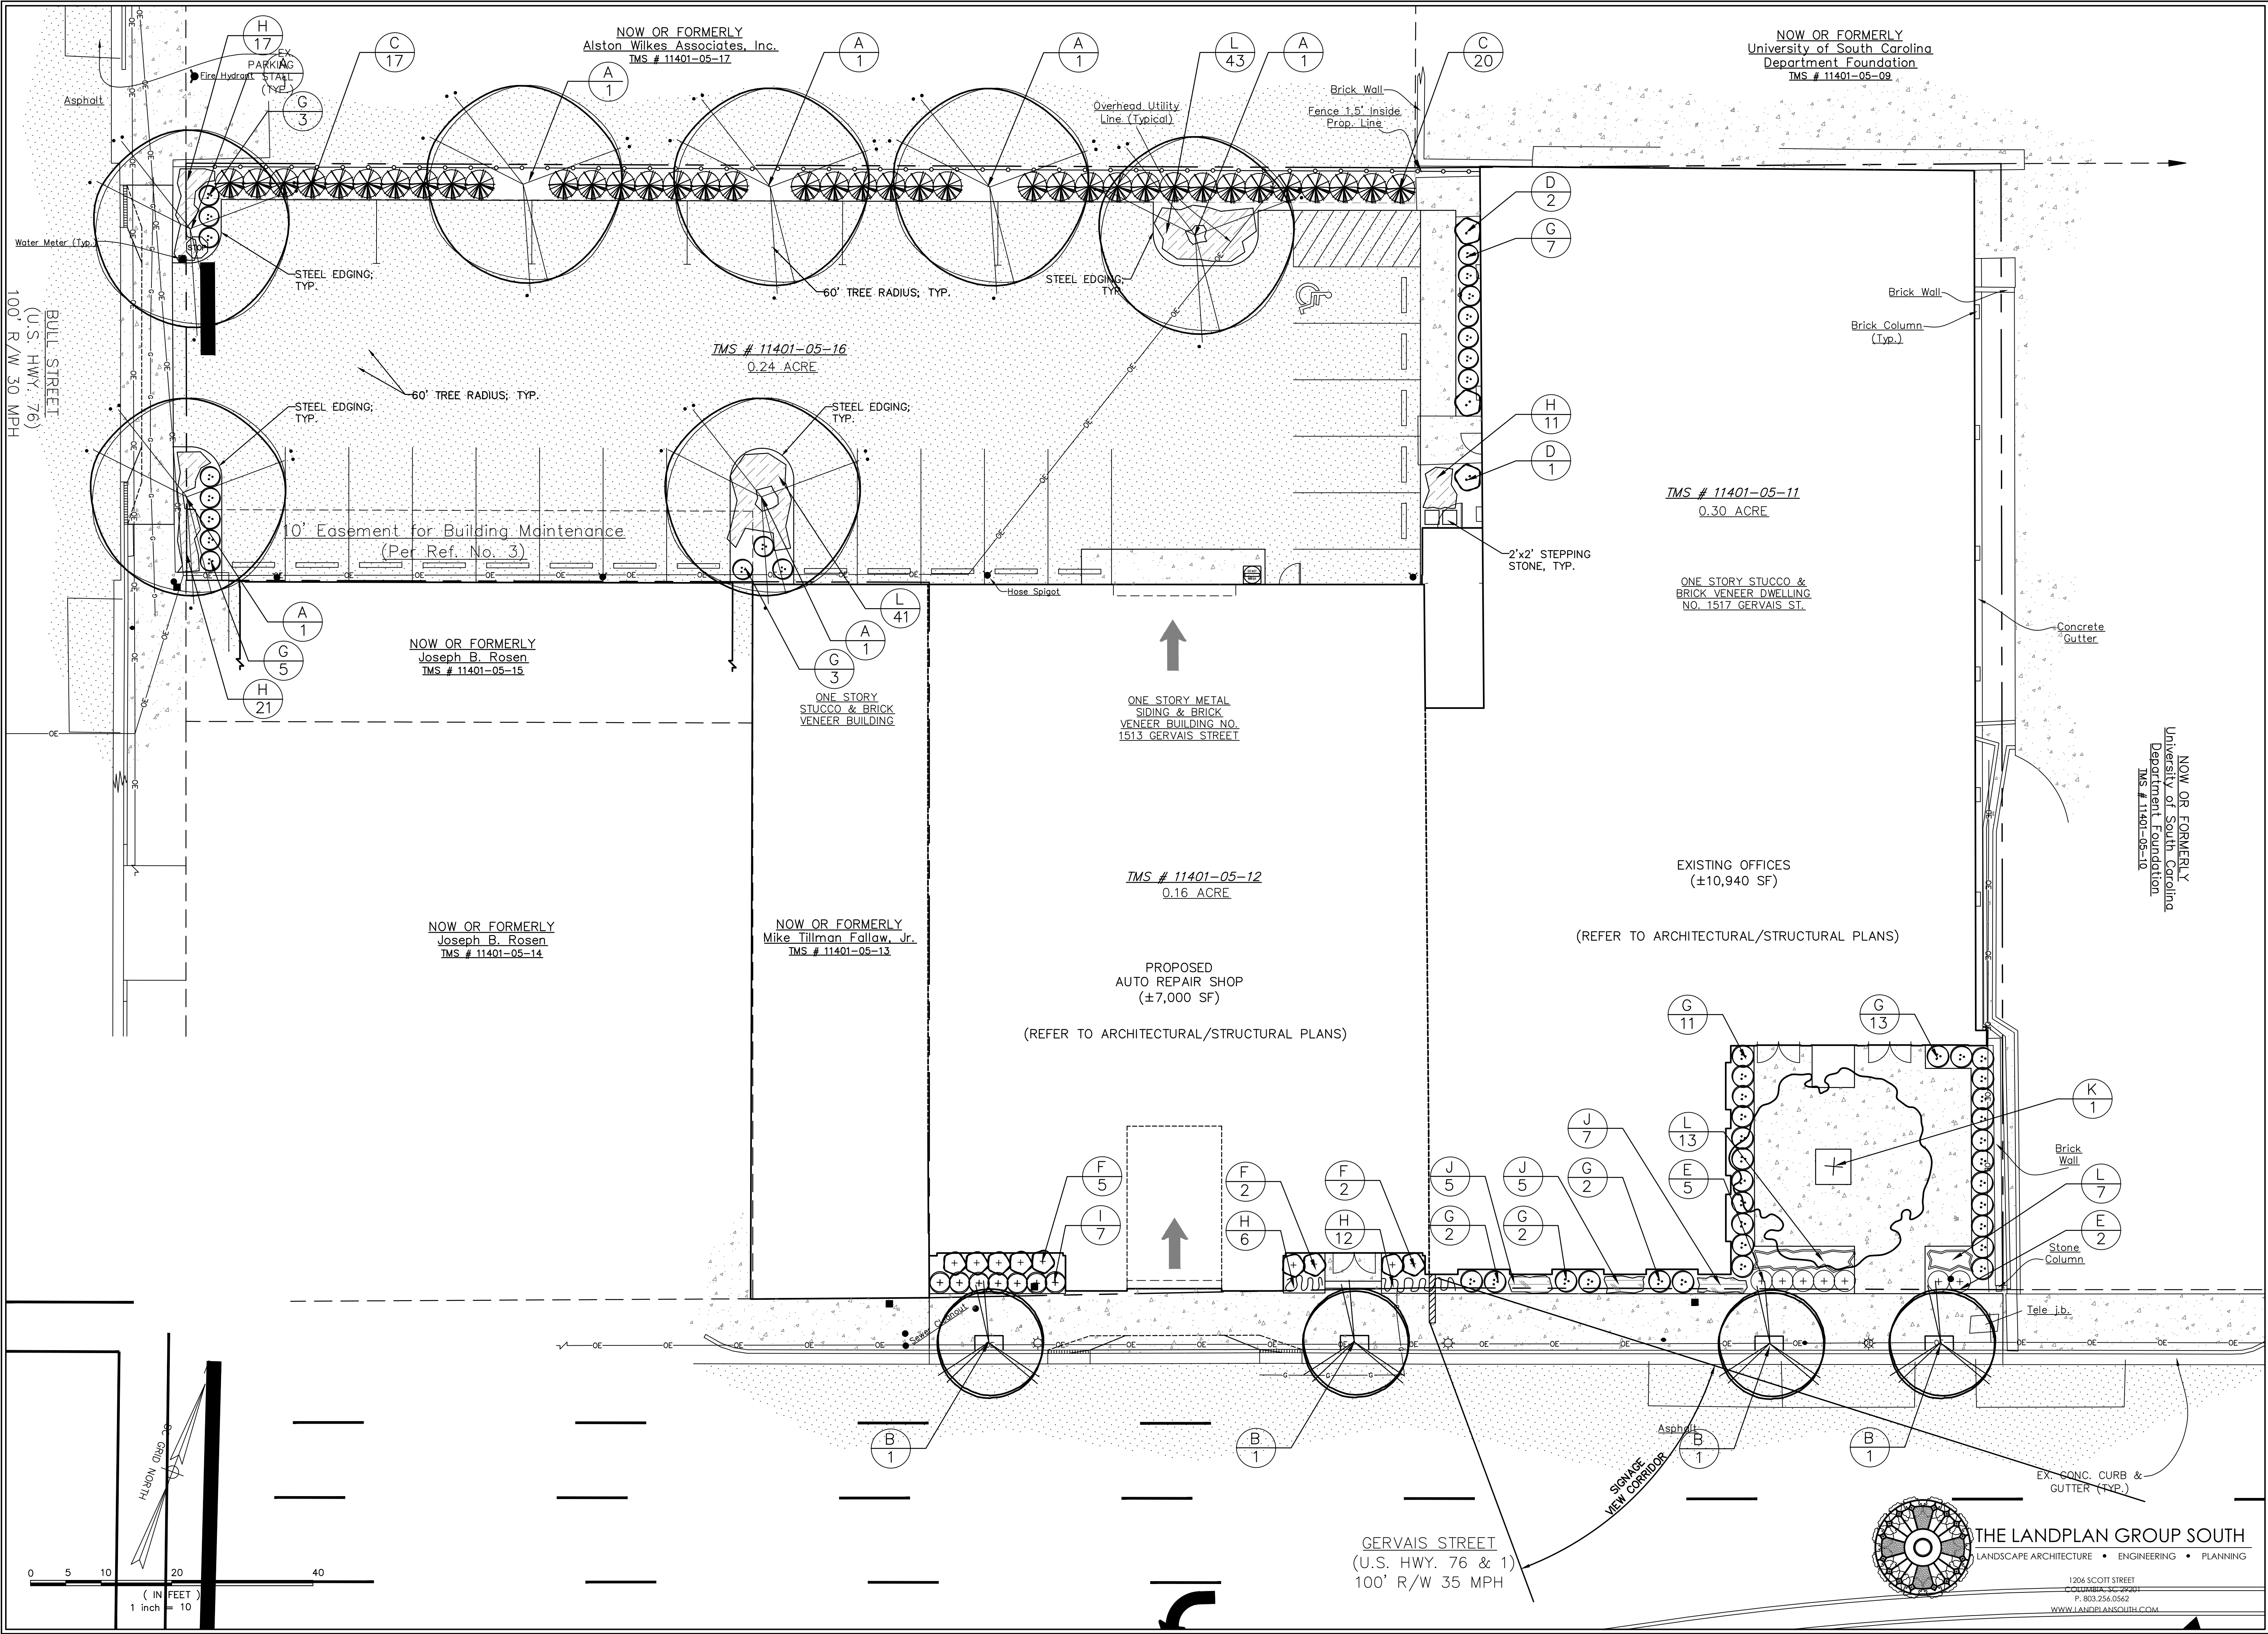 NOW OR FORMERLY
Alston Wilkes Associates, Inc.
TMS # 11401-05-17
NOW OR FORMERLY
University of South Carolina
Department Foundation
TMS # 11401-05-09
H
17
C
17
A
1
A
1
A
1
L
43
A
1
C
20
EX
PARKING
STALL
(TYP.)
A
Fire Hydrant
G
3
Asphalt
Overhead Utility
Line (Typical)
Brick Wall
Fence 1.5' Inside
Prop. Line
D
2
G
7
Water Meter (Typ.)
STOP
STEEL EDGING;
TYP.
60' TREE RADIUS; TYP.
STEEL EDGING;
TYP.
Brick Wall
Brick Column
(Typ.)
BULL STREET
(U.S. HWY. 76)
100' R/W 30 MPH
TMS # 11401-05-16
0.24 ACRE
60' TREE RADIUS; TYP.
STEEL EDGING;
TYP.
STEEL EDGING;
TYP.
H
11
D
1
TMS # 11401-05-11
0.30 ACRE
10' Easement for Building Maintenance
(Per Ref. No. 3)
2'x2' STEPPING
STONE, TYP.
ONE STORY STUCCO &
BRICK VENEER DWELLING
NO. 1517 GERVAIS ST.
Hose Spigot
Concrete
Gutter
A
1
G
5
H
21
L
41
A
1
G
3
NOW OR FORMERLY
Joseph B. Rosen
TMS # 11401-05-15
ONE STORY
STUCCO & BRICK
VENEER BUILDING
ONE STORY METAL
SIDING & BRICK
VENEER BUILDING NO.
1513 GERVAIS STREET
NOW OR FORMERLY
University of South Carolina
Department Foundation
TMS # 11401-05-10
EXISTING OFFICES
(±10,940 SF)
TMS # 11401-05-12
0.16 ACRE
NOW OR FORMERLY
Joseph B. Rosen
TMS # 11401-05-14
NOW OR FORMERLY
Mike Tillman Fallaw, Jr.
TMS # 11401-05-13
(REFER TO ARCHITECTURAL/STRUCTURAL PLANS)
PROPOSED
AUTO REPAIR SHOP
(±7,000 SF)
(REFER TO ARCHITECTURAL/STRUCTURAL PLANS)
G
11
G
13
K
1
J
7
L
13
Brick
Wall
F
5
F
2
F
2
J
5
J
5
G
2
E
5
L
7
I
7
H
6
H
12
G
2
G
2
E
2
Stone
Column
Tele j.b.
Sewer Cleanout
B
1
B
1
Asphalt
B
1
B
1
SIGNAGE
VIEW CORRIDOR
EX. CONC. CURB &
GUTTER (TYP.)
SC GRID NORTH
GERVAIS STREET
(U.S. HWY. 76 & 1)
100' R/W 35 MPH
THE LANDPLAN GROUP SOUTH
LANDSCAPE ARCHITECTURE • ENGINEERING • PLANNING
1206 SCOTT STREET
COLUMBIA, SC 29201
P. 803.256.0562
WWW.LANDPLANSOUTH.COM
0 5 10 20 40
( IN FEET )
1 inch = 10